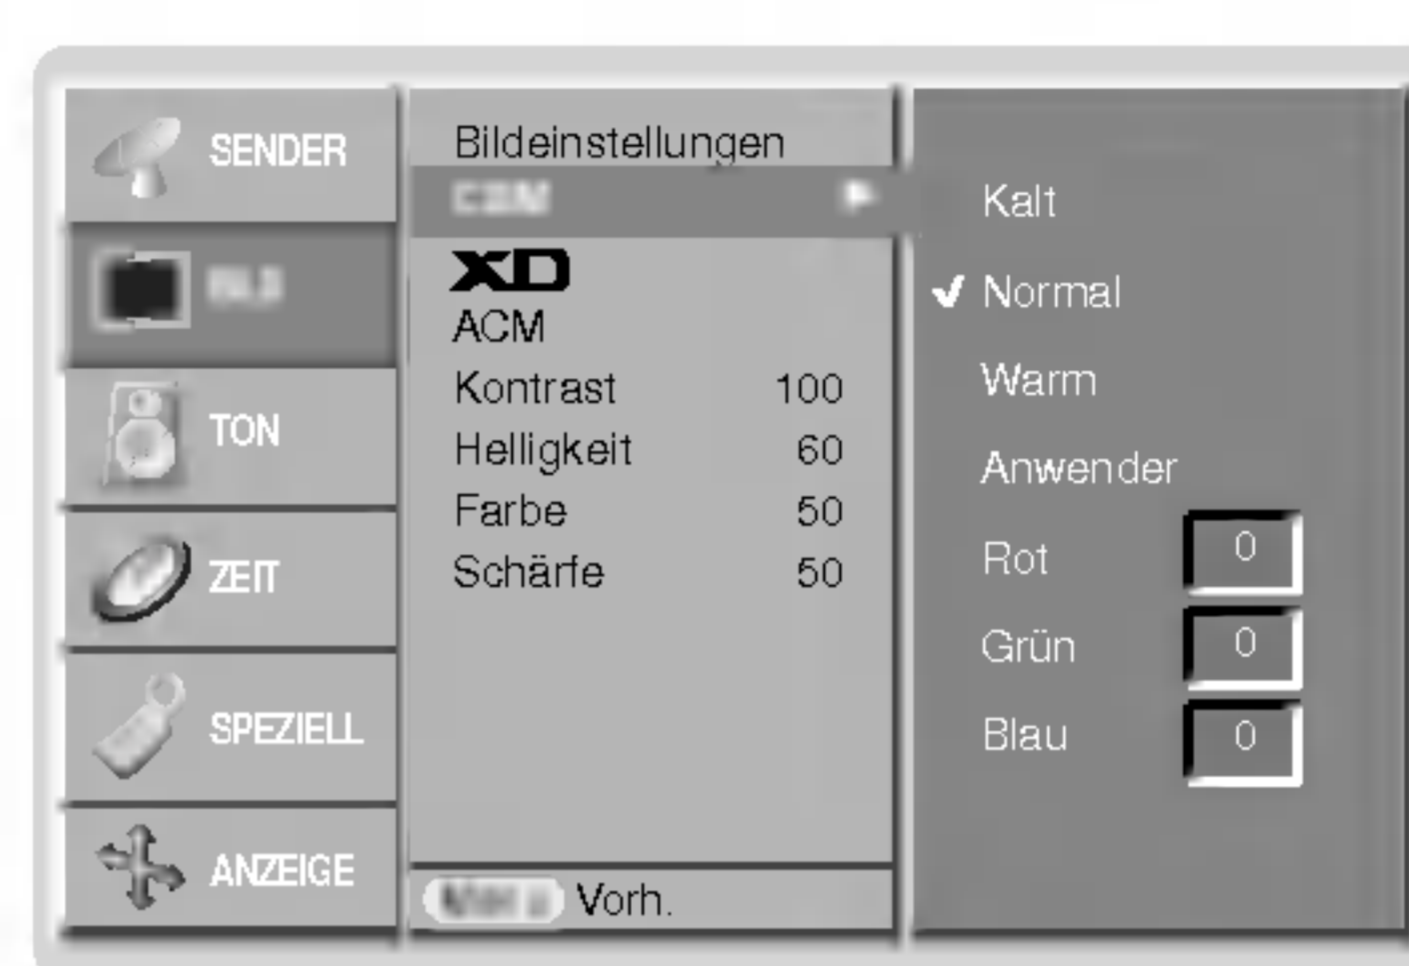 SENDER
TON
ZEIT
SPEZIELL
ANZEIGE
Bildeinstellungen
XD
ACM
Kontrast 100
Helligkeit 60
Farbe 50
Schärfe 50
Vorh.
Kalt
✔ Normal
Warm
Anwender
Rot 0
Grün 0
Blau 0